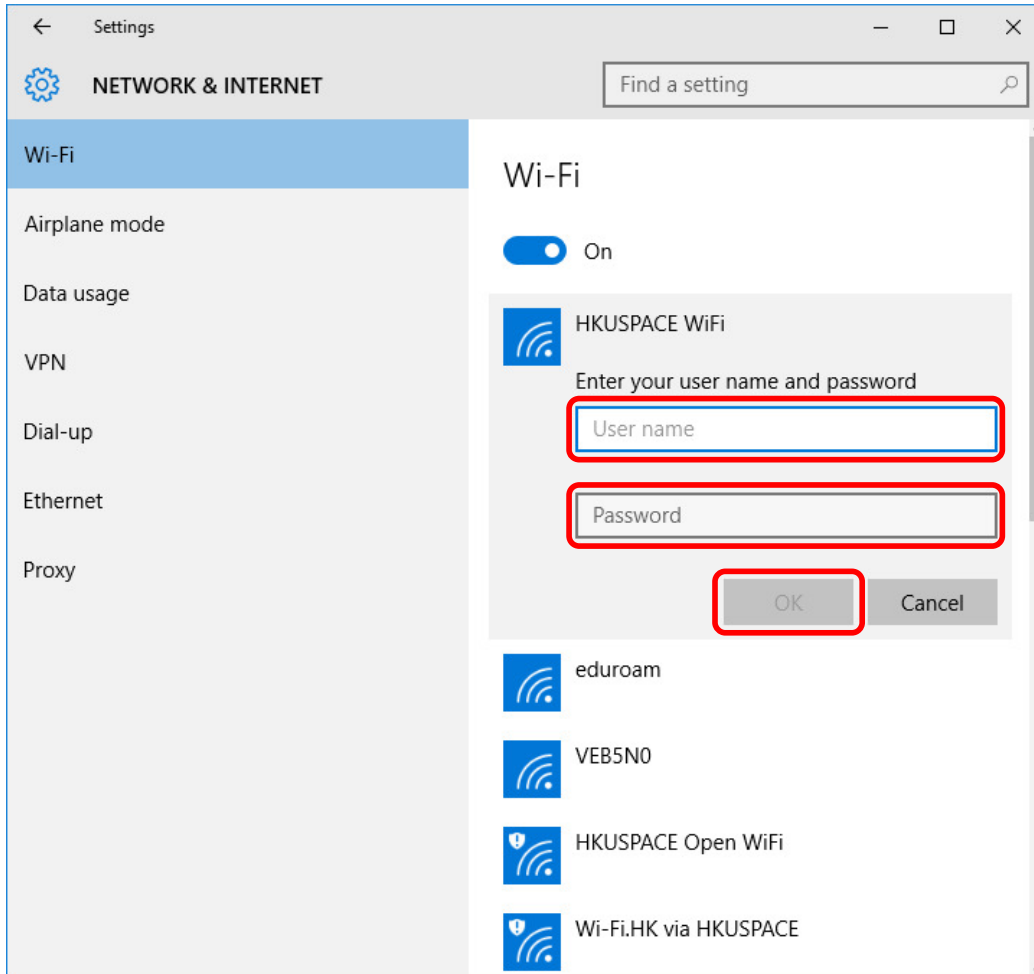 Settings
NETWORK & INTERNET
Find a setting
Wi-Fi
Airplane mode
Data usage
VPN
Dial-up
Ethernet
Proxy
Wi-Fi
On
HKUSPACE WiFi
Enter your user name and password
User name
Password
OK Cancel
eduroam
VEB5N0
HKUSPACE Open WiFi
Wi-Fi.HK via HKUSPACE